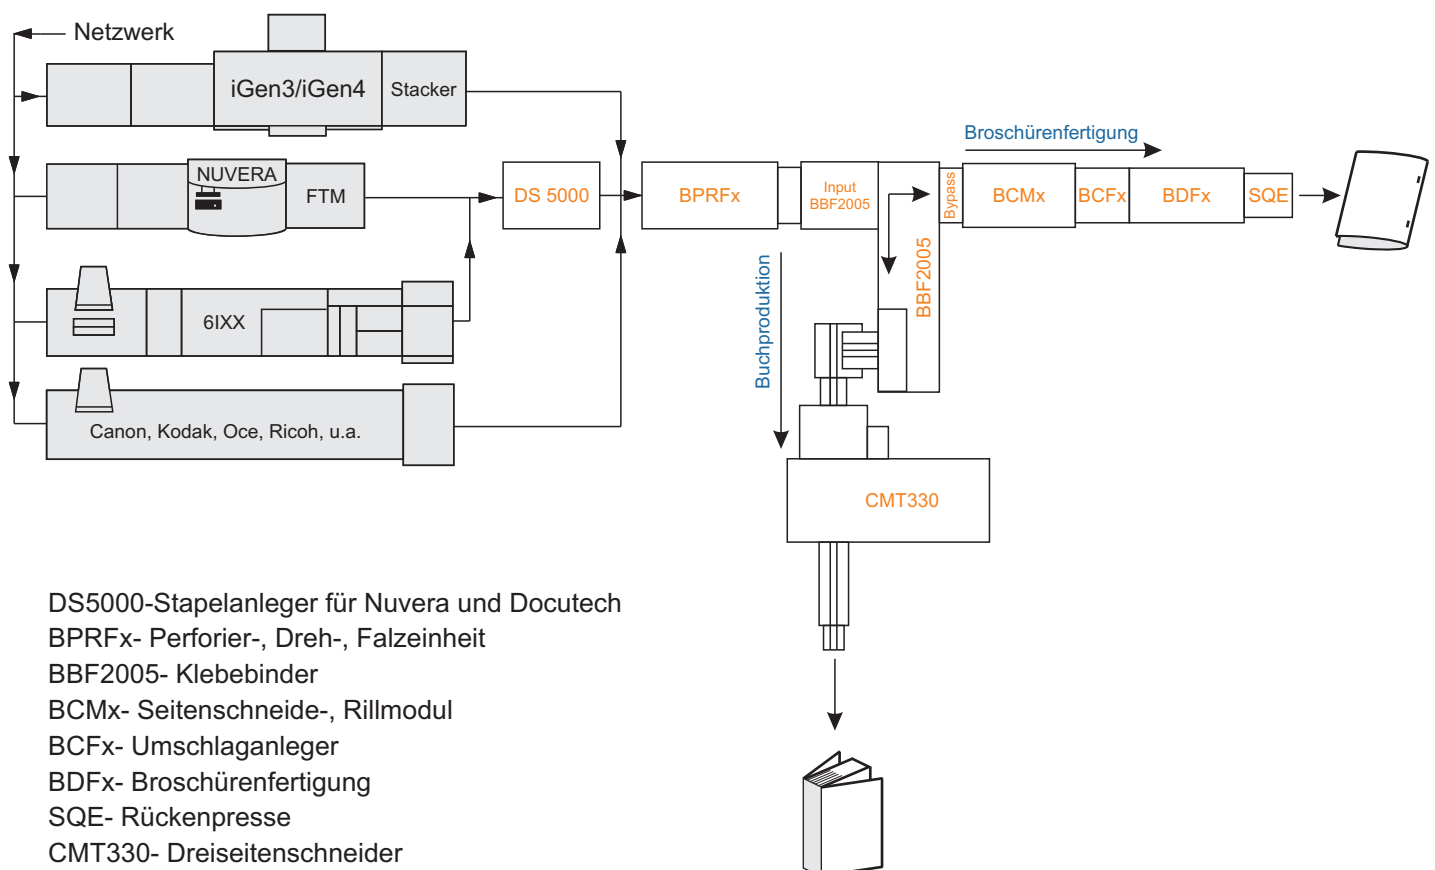 Netzwerk
iGen3/iGen4
Stacker
NUVERA
FTM
6IXX
Canon, Kodak, Oce, Ricoh, u.a.
DS 5000
BPRFx
Input
BBF2005
BBF2005
Bypass
Broschürenfertigung
BCMx
BCFx
BDFx
SQE
Buchproduktion
CMT330
DS5000-Stapelanleger für Nuvera und Docutech
BPRFx- Perforier-, Dreh-, Falzeinheit
BBF2005- Klebebinder
BCMx- Seitenschneide-, Rillmodul
BCFx- Umschlaganleger
BDFx- Broschürenfertigung
SQE- Rückenpresse
CMT330- Dreiseitenschneider